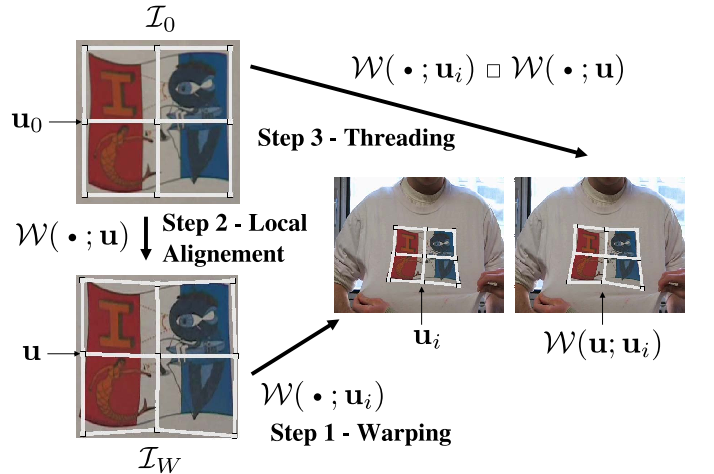 𝓘₀
𝒲( • ; 𝐮ᵢ) □ 𝒲( • ; 𝐮)
𝐮₀
Step 3 - Threading
𝒲( • ; 𝐮)
Step 2 - Local
Alignement
𝐮
𝐮ᵢ
𝒲(𝐮; 𝐮ᵢ)
𝒲( • ; 𝐮ᵢ)
Step 1 - Warping
𝓘_W